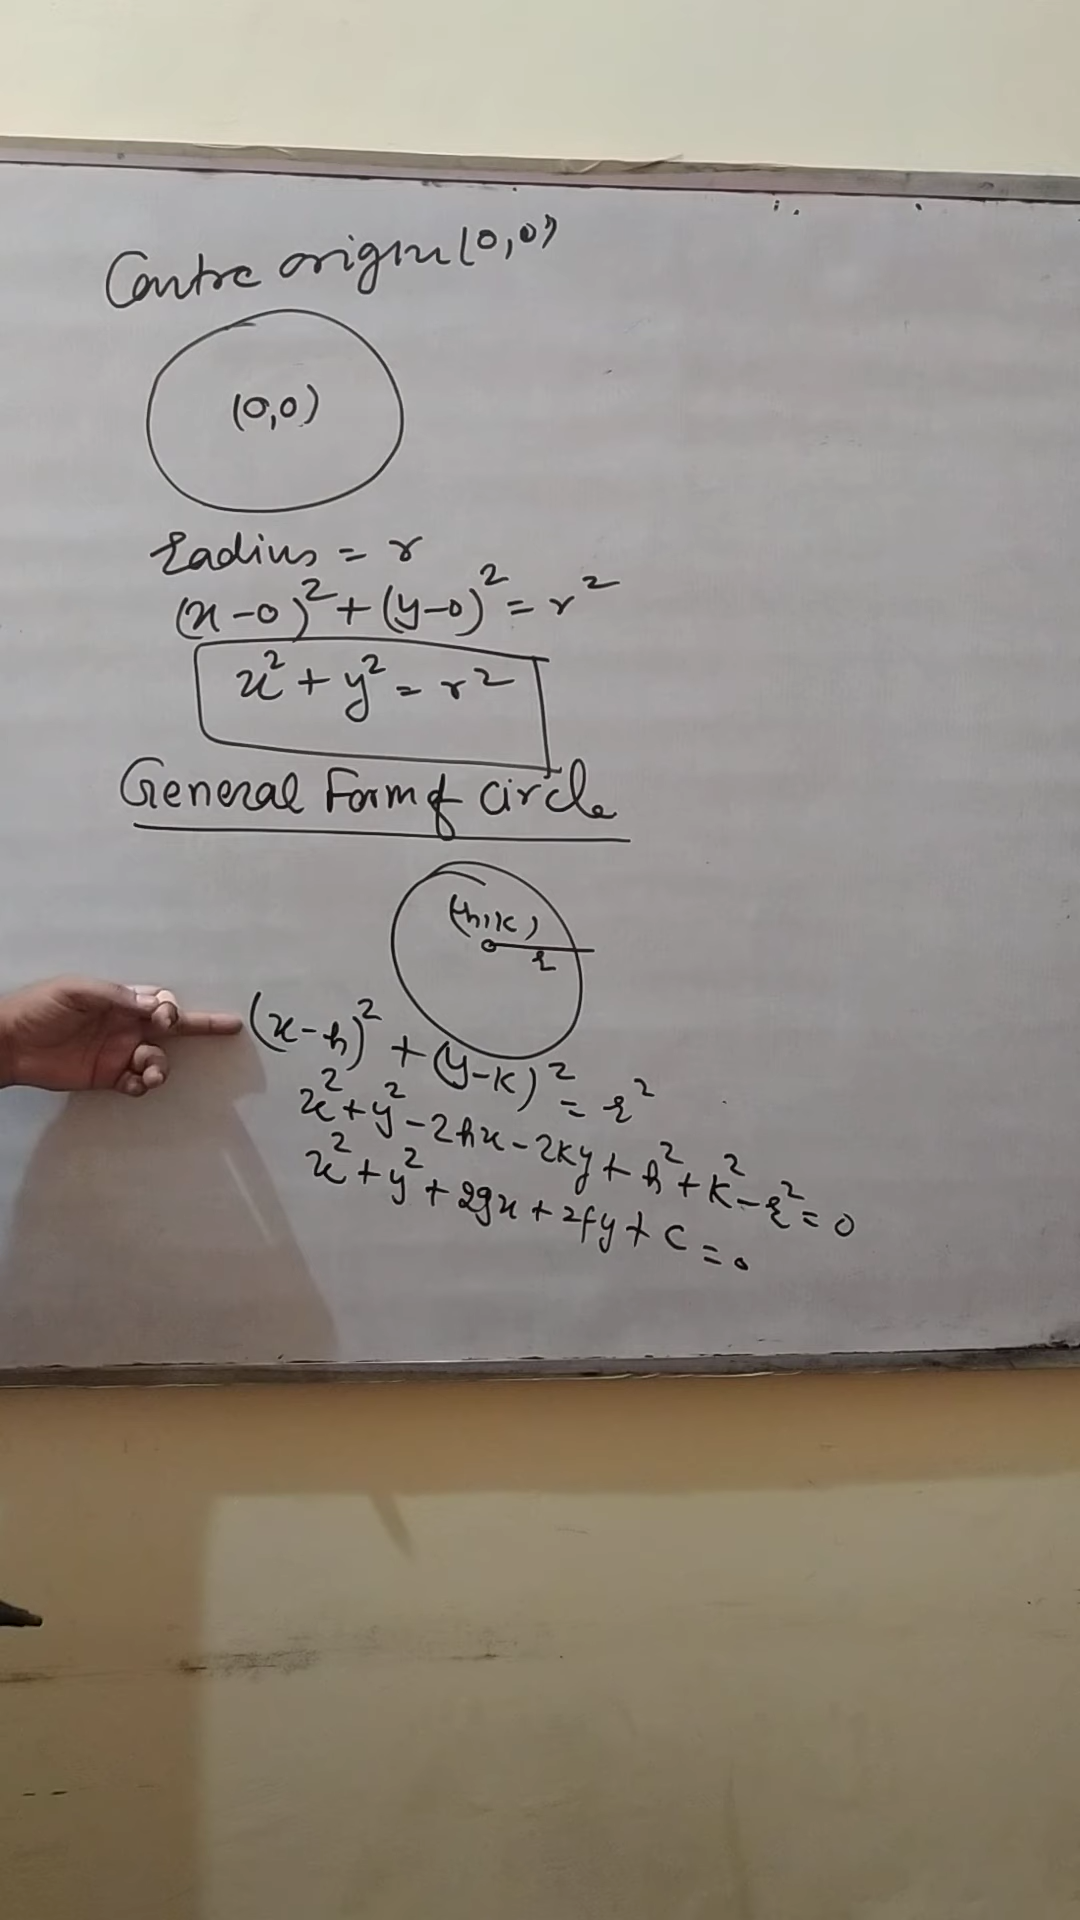 Centre origin (0,0)
(0,0)
radius = r
(x-0)² + (y-0)² = r²
x² + y² = r²
General Form of circle
(h,k)
r
(x-h)² + (y-k)² = r²
x² + y² - 2hx - 2ky + h² + k² - r² = 0
x² + y² + 2gx + 2fy + c = 0